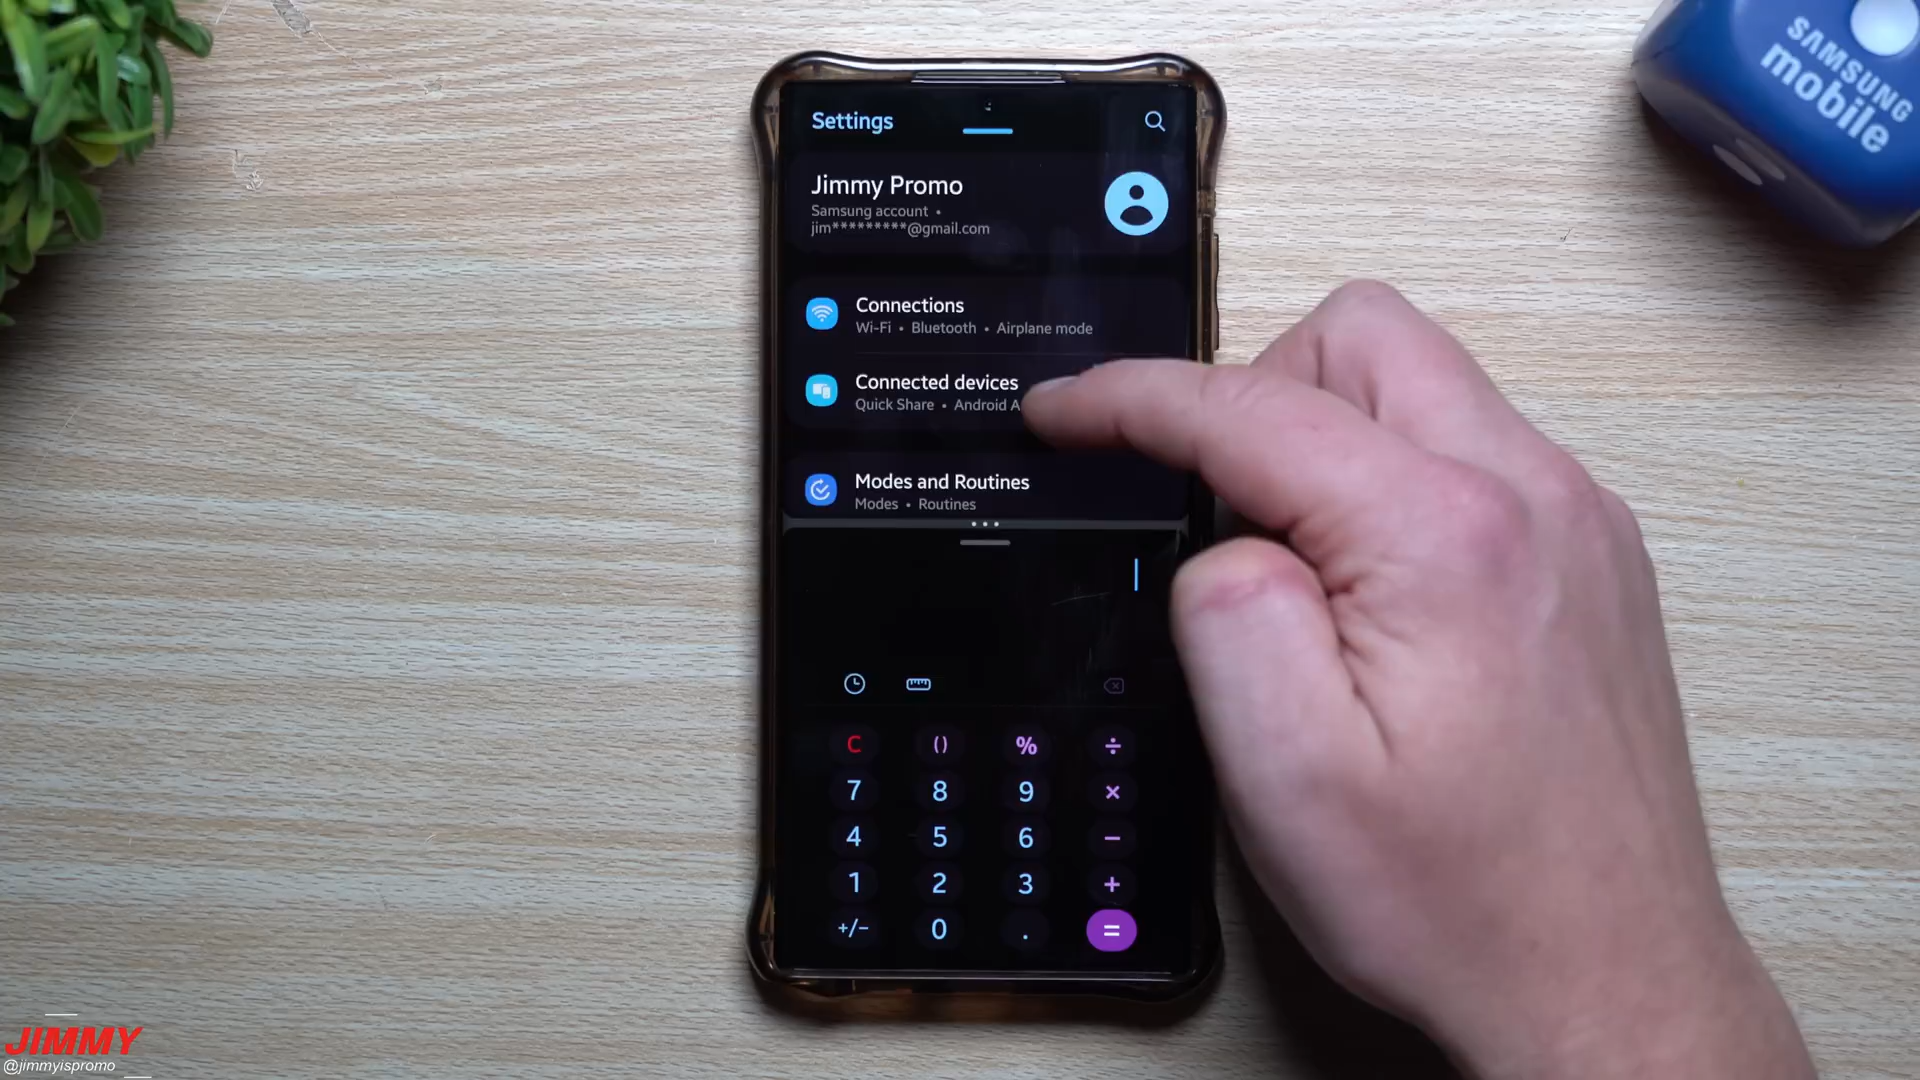 Settings
Jimmy Promo
Samsung account •
jim*********@gmail.com
Connections
Wi-Fi • Bluetooth • Airplane mode
Connected devices
Quick Share • Android A
Modes and Routines
Modes • Routines
C () % ÷
7 8 9 ×
4 5 6 −
1 2 3 +
+/− 0 . =
SAMSUNG
mobile
JIMMY
@jimmyispromo